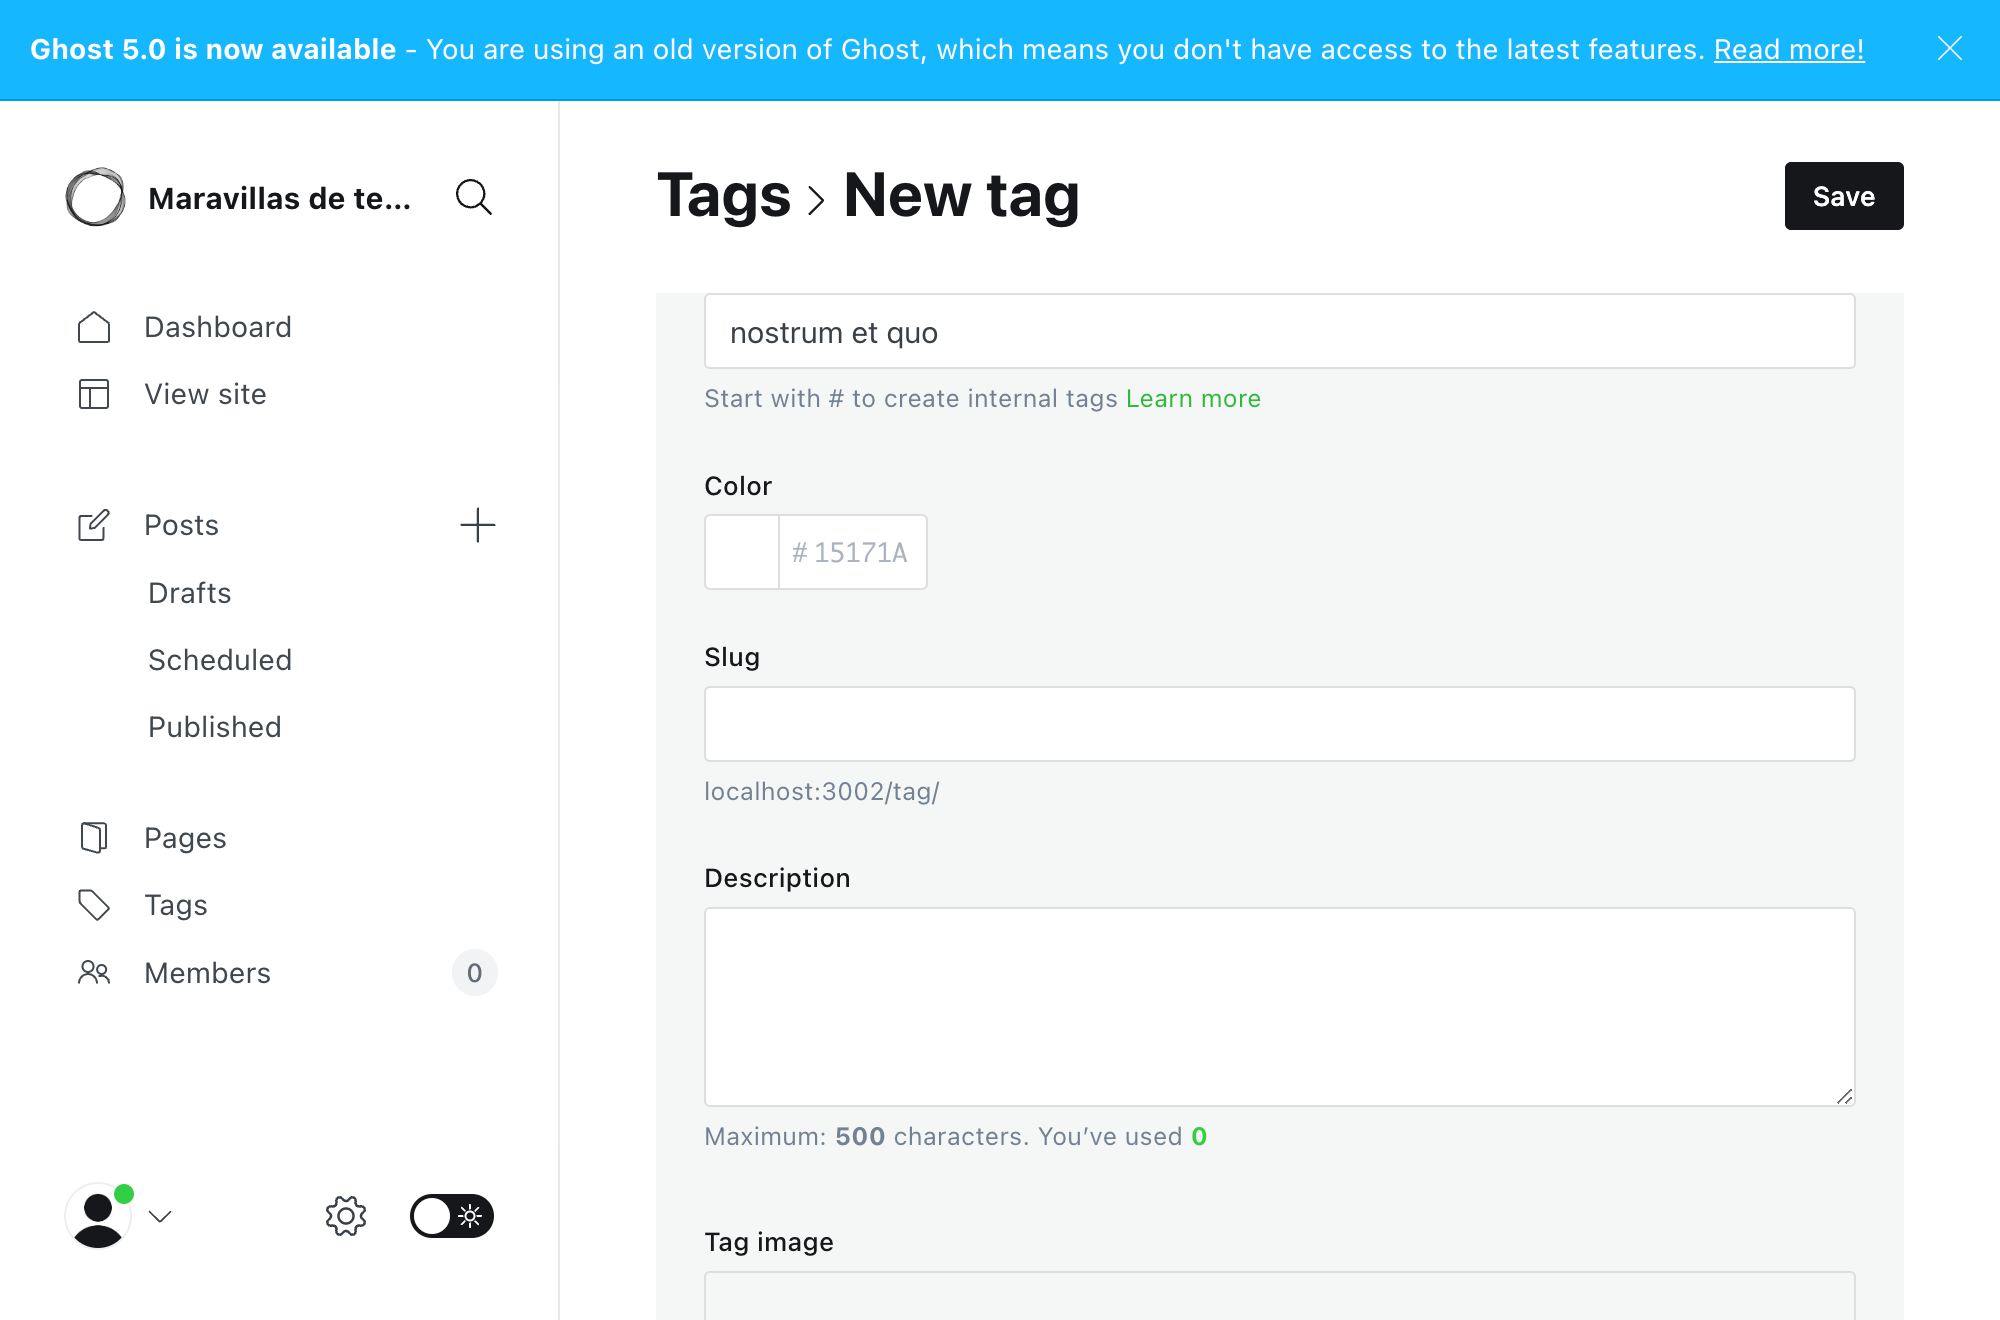 Ghost 5.0 is now available - You are using an old version of Ghost, which means you don't have access to the latest features. Read more!
Maravillas de te...
Dashboard
View site
Posts
Drafts
Scheduled
Published
Pages
Tags
Members
0
Tags > New tag
Save
nostrum et quo
Start with # to create internal tags Learn more
Color
# 15171A
Slug
localhost:3002/tag/
Description
Maximum: 500 characters. You’ve used 0
Tag image